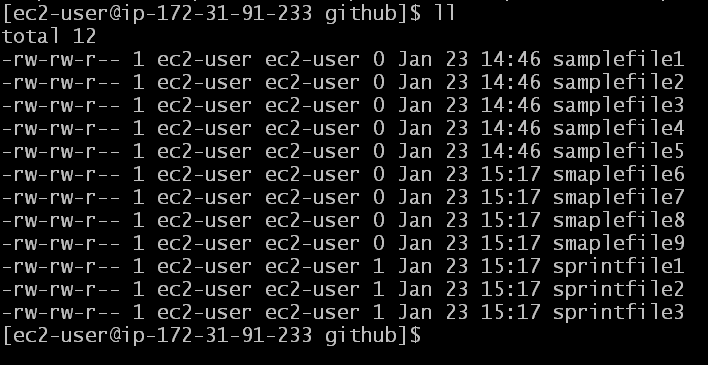 [ec2-user@ip-172-31-91-233 github]$ ll
total 12
-rw-rw-r-- 1 ec2-user ec2-user 0 Jan 23 14:46 samplefile1
-rw-rw-r-- 1 ec2-user ec2-user 0 Jan 23 14:46 samplefile2
-rw-rw-r-- 1 ec2-user ec2-user 0 Jan 23 14:46 samplefile3
-rw-rw-r-- 1 ec2-user ec2-user 0 Jan 23 14:46 samplefile4
-rw-rw-r-- 1 ec2-user ec2-user 0 Jan 23 14:46 samplefile5
-rw-rw-r-- 1 ec2-user ec2-user 0 Jan 23 15:17 smaplefile6
-rw-rw-r-- 1 ec2-user ec2-user 0 Jan 23 15:17 smaplefile7
-rw-rw-r-- 1 ec2-user ec2-user 0 Jan 23 15:17 smaplefile8
-rw-rw-r-- 1 ec2-user ec2-user 0 Jan 23 15:17 smaplefile9
-rw-rw-r-- 1 ec2-user ec2-user 1 Jan 23 15:17 sprintfile1
-rw-rw-r-- 1 ec2-user ec2-user 1 Jan 23 15:17 sprintfile2
-rw-rw-r-- 1 ec2-user ec2-user 1 Jan 23 15:17 sprintfile3
[ec2-user@ip-172-31-91-233 github]$